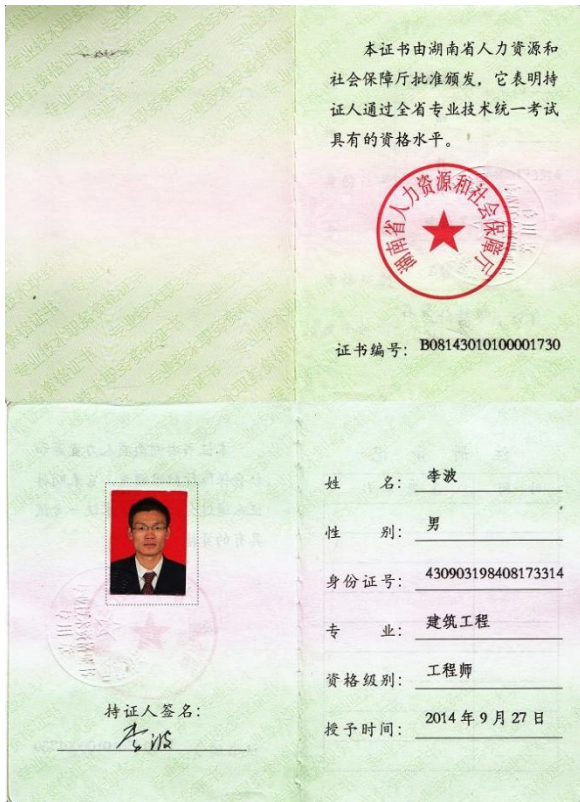 本证书由湖南省人力资源和
社会保障厅批准颁发，它表明持
证人通过全省专业技术统一考试
具有的资格水平。
湖南省人力资源和社会保障厅
证书编号：B08143010100001730
姓 名：李波
性 别：男
身份证号：430903198408173314
专 业：建筑工程
资格级别：工程师
授予时间：2014年9月27日
持证人签名：
李波